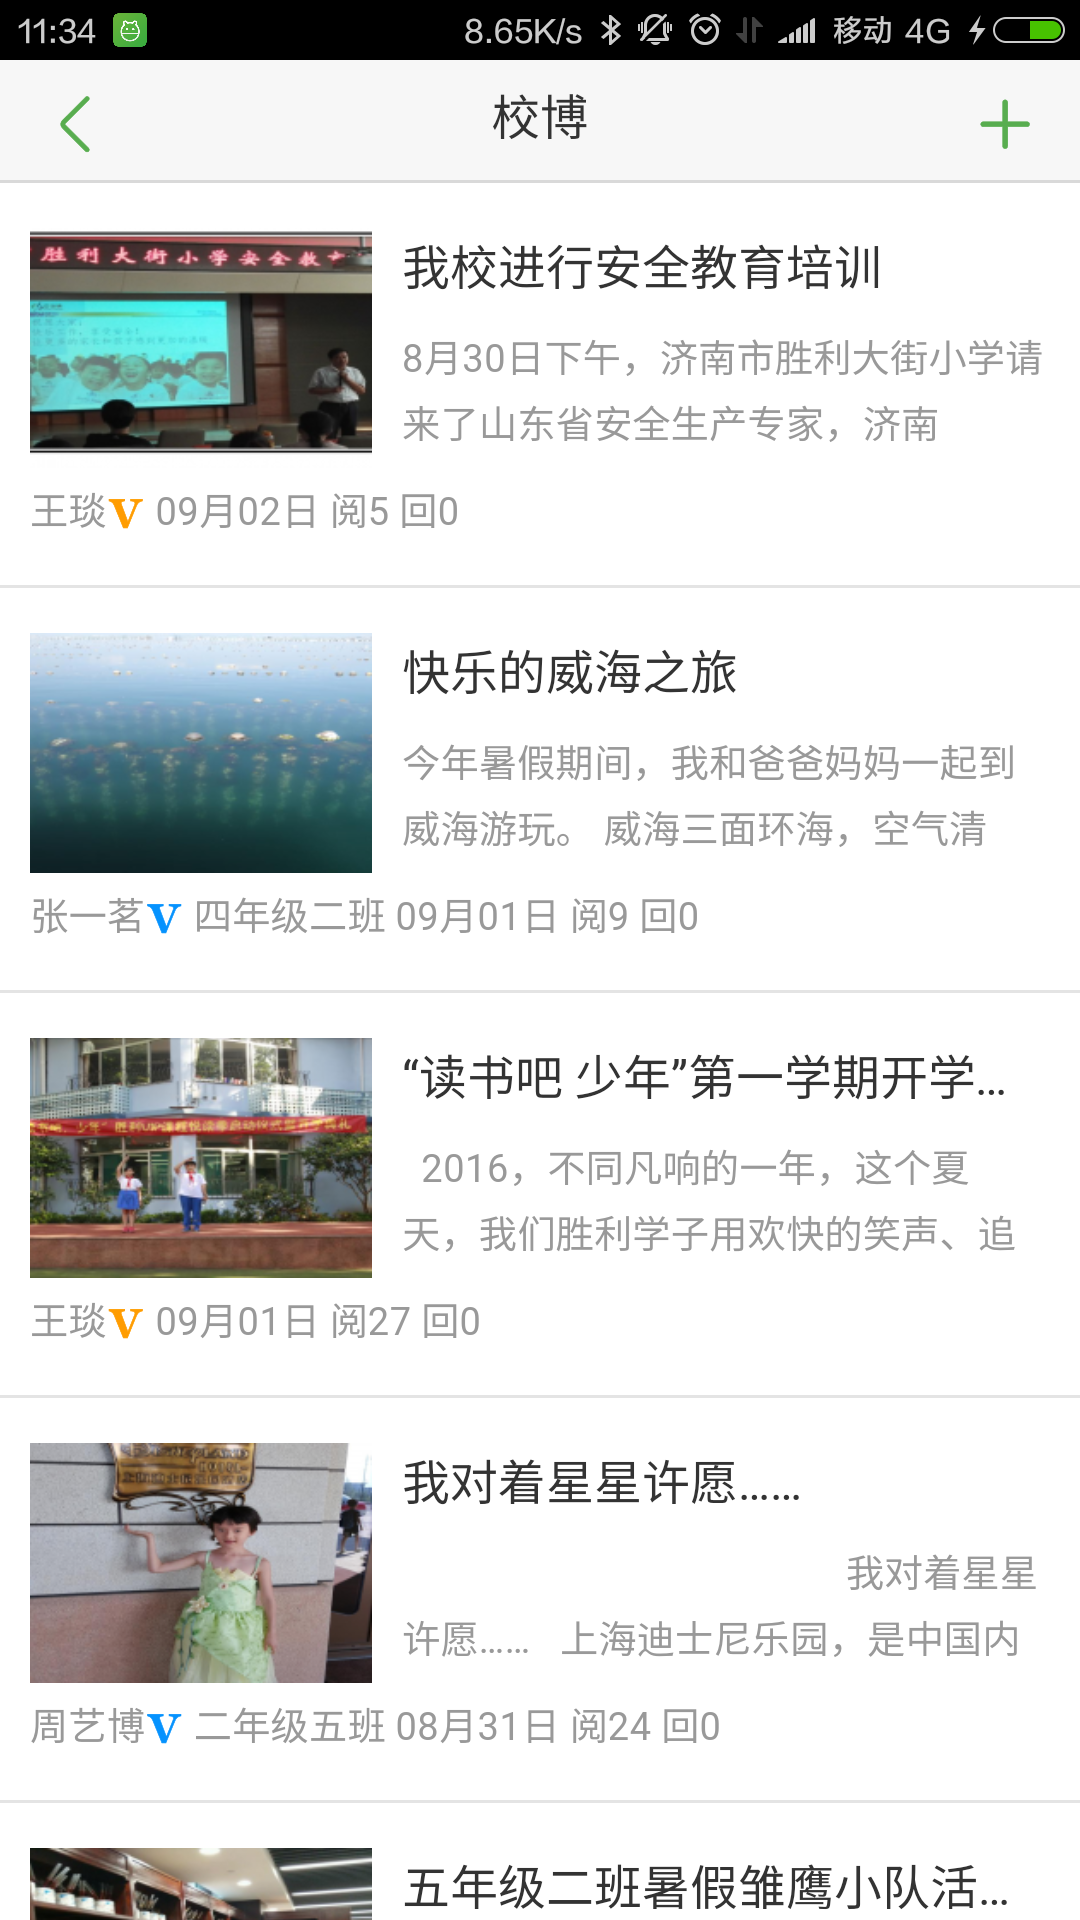 11:34 8.65K/s 移动 4G
校博
胜利大街小学安全教
我校进行安全教育培训
8月30日下午，济南市胜利大街小学请
来了山东省安全生产专家，济南
王琰V 09月02日 阅5 回0
快乐的威海之旅
今年暑假期间，我和爸爸妈妈一起到
威海游玩。 威海三面环海，空气清
张一茗V 四年级二班 09月01日 阅9 回0
“读书吧 少年”第一学期开学...
2016，不同凡响的一年，这个夏
天，我们胜利学子用欢快的笑声、追
王琰V 09月01日 阅27 回0
我对着星星许愿……
我对着星星
许愿…… 上海迪士尼乐园，是中国内
周艺博V 二年级五班 08月31日 阅24 回0
五年级二班暑假雏鹰小队活...